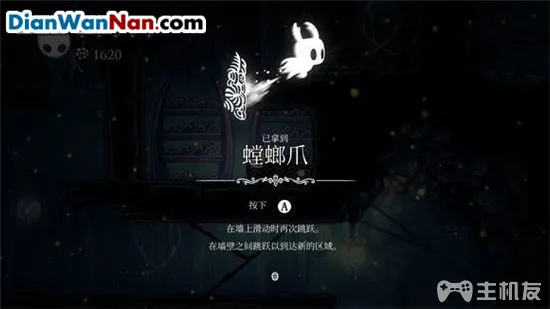 DianWanNan.com
1620
已拿到
螳螂爪
按下 A
在墙上滑动时再次跳跃。
在墙壁之间跳跃以到达新的区域。
主机友